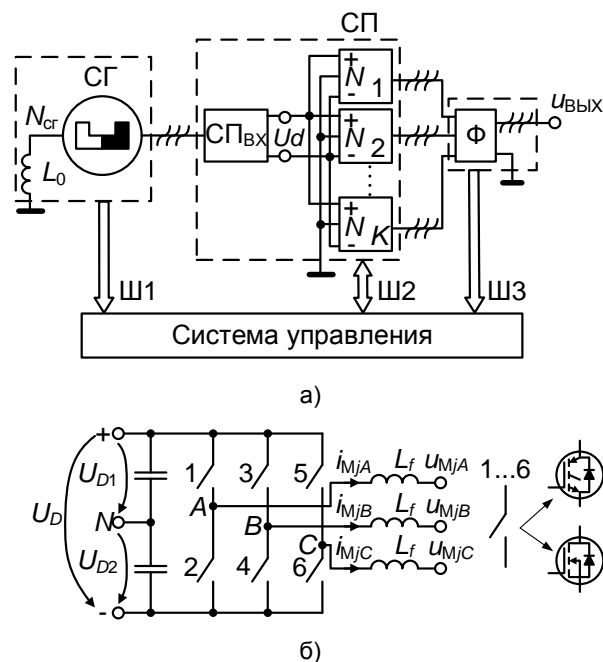 СП
СГ
Nсг
L0
СПВХ
Ud
+
N 1
-
+
N 2
-
+
N K
-
Ф
uВЫХ
Ш1
Ш2
Ш3
Система управления
а)
+
UD1
UD
N
UD2
-
1
3
5
A
B
C
2
4
6
iMjA Lf uMjA
iMjB Lf uMjB
iMjC Lf uMjC
1...6
б)